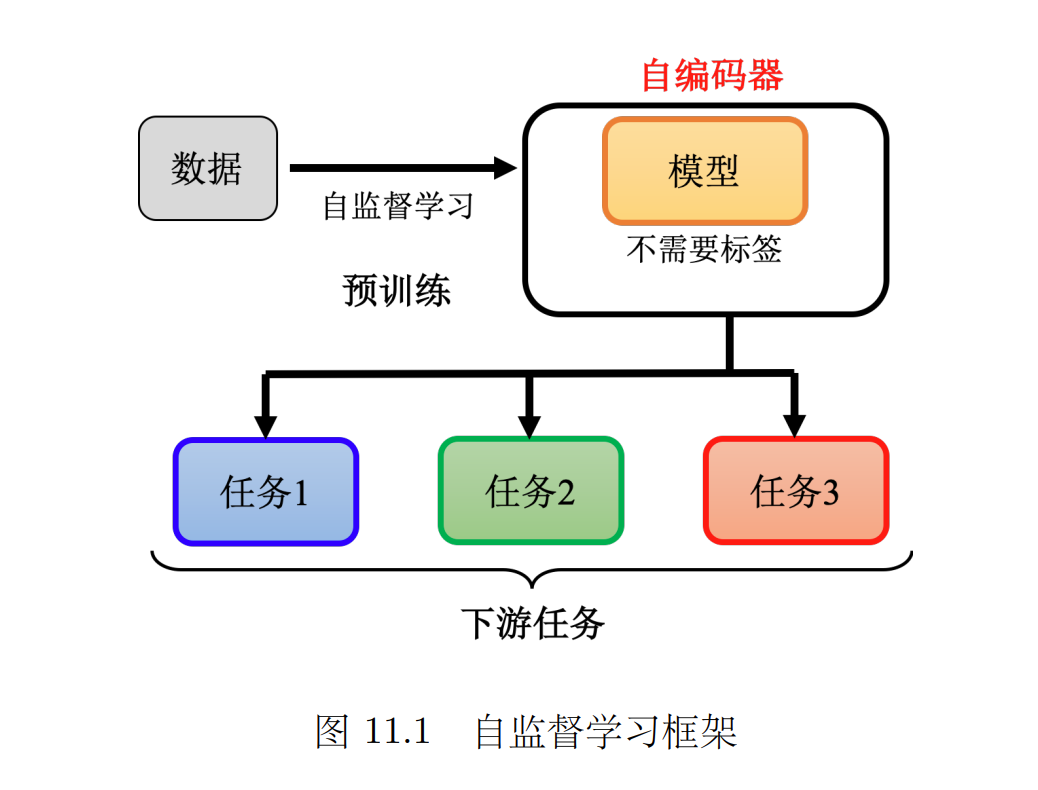 自编码器
数据
模型
自监督学习
不需要标签
预训练
任务1
任务2
任务3
下游任务
图 11.1 自监督学习框架